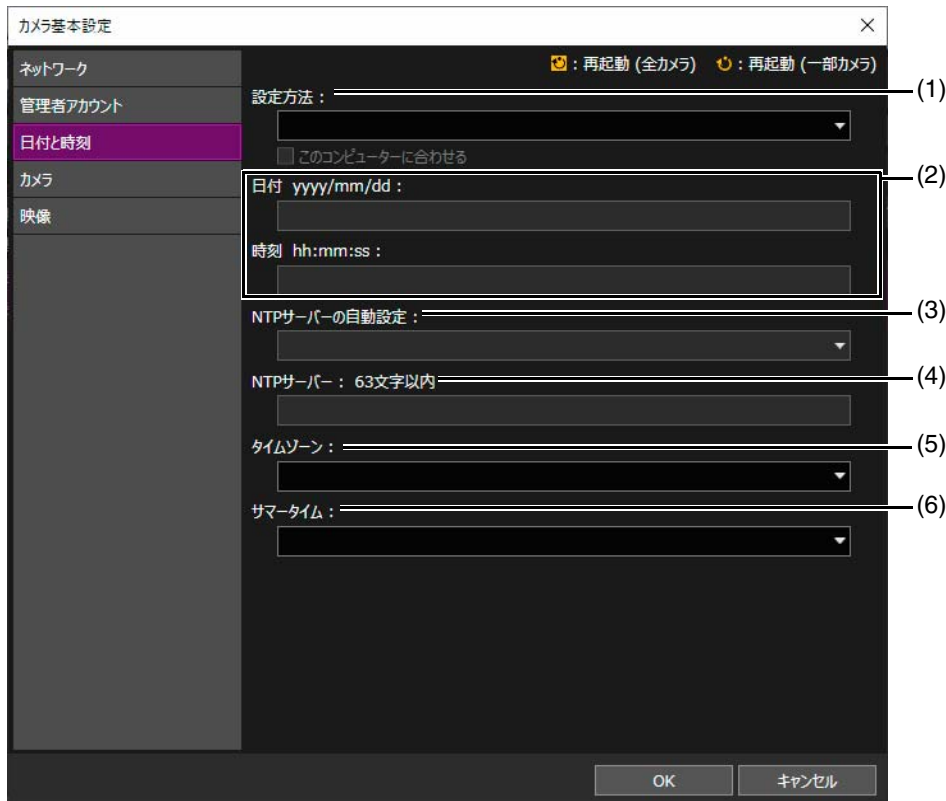 カメラ基本設定
ネットワーク
管理者アカウント
日付と時刻
カメラ
映像
：再起動 (全カメラ) ：再起動 (一部カメラ)
設定方法：
(1)
このコンピューターに合わせる
(2)
日付 yyyy/mm/dd：
時刻 hh:mm:ss：
NTPサーバーの自動設定：
(3)
NTPサーバー： 63文字以内
(4)
タイムゾーン：
(5)
サマータイム：
(6)
OK キャンセル